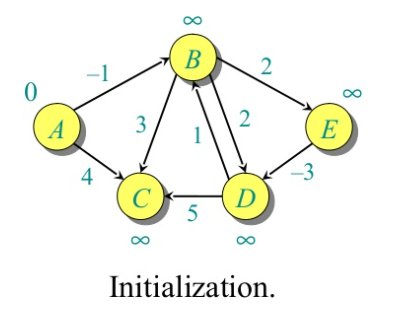 ∞
B
–1
2
0
∞
A
3
1
2
E
4
–3
C
D
5
∞
∞
Initialization.